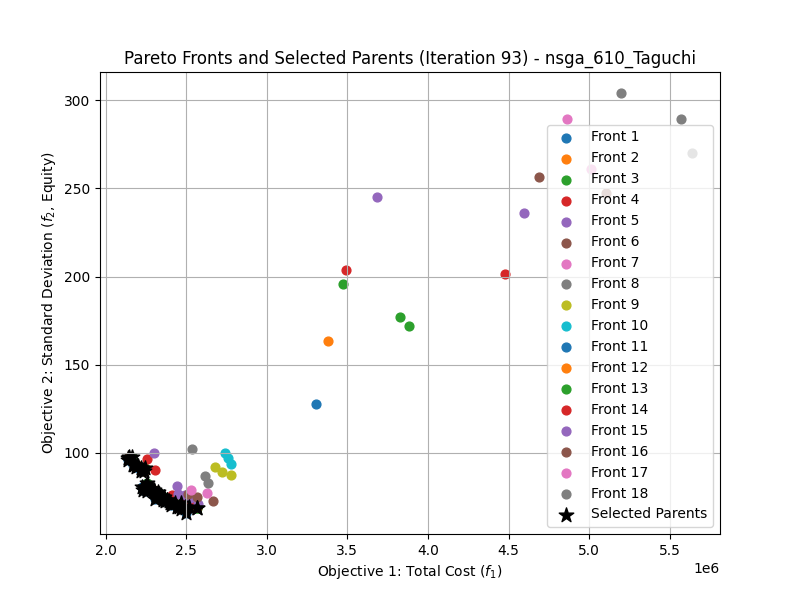 Pareto Fronts and Selected Parents (Iteration 93) - nsga_610_Taguchi
300
250
200
150
100
Objective 2: Standard Deviation (f₂, Equity)
Front 1
Front 2
Front 3
Front 4
Front 5
Front 6
Front 7
Front 8
Front 9
Front 10
Front 11
Front 12
Front 13
Front 14
Front 15
Front 16
Front 17
Front 18
Selected Parents
2.0 2.5 3.0 3.5 4.0 4.5 5.0 5.5
1e6
Objective 1: Total Cost (f₁)